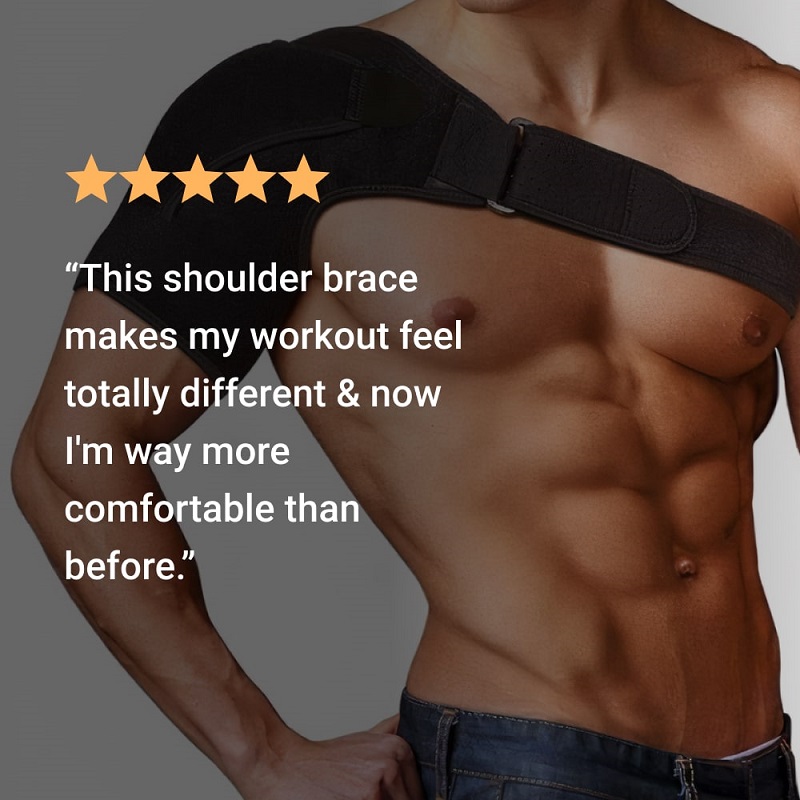 “This shoulder brace
makes my workout feel
totally different & now
I'm way more
comfortable than
before.”